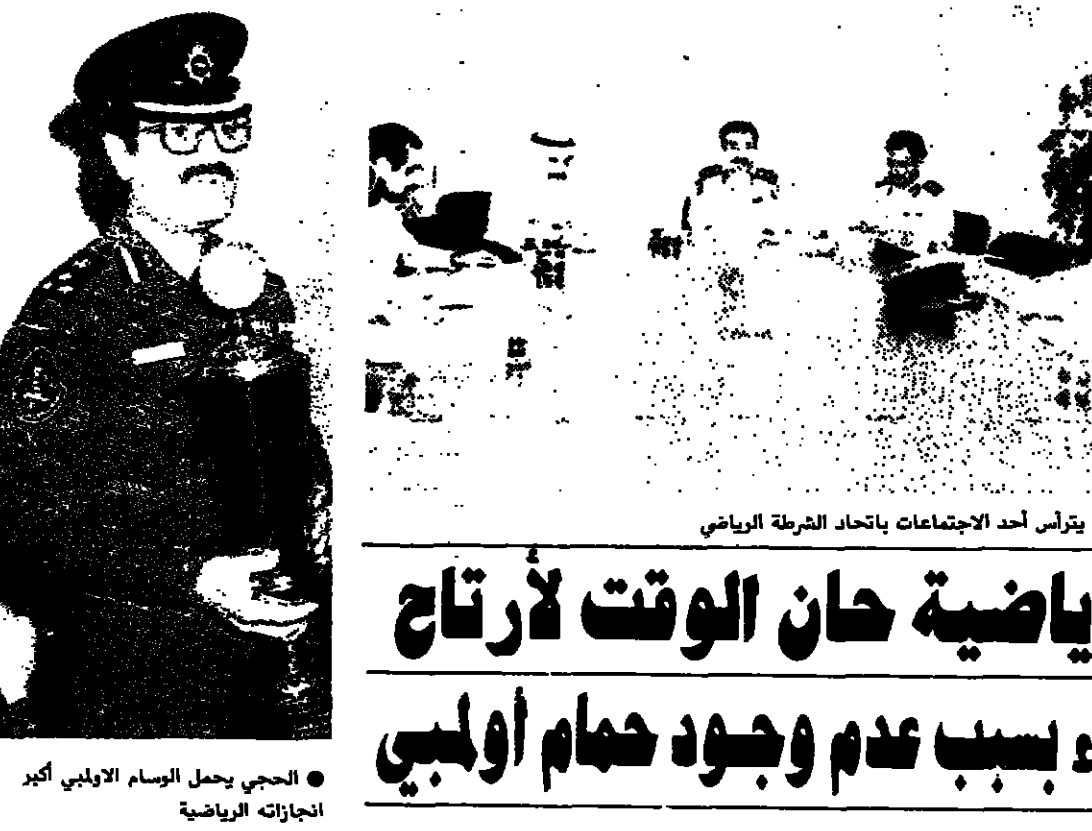 يترأس أحد الاجتماعات باتحاد الشرطة الرياضي
ياضية حان الوقت لأرتاح
ء بسبب عدم وجود حمام أولمبي
● الحجي يحمل الوسام الاولمبي أكبر
انجازاته الرياضية